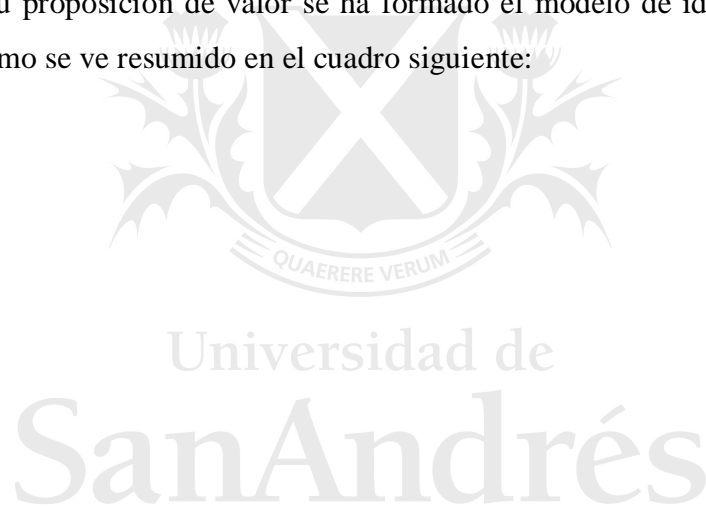 u proposición de valor se ha formado el modelo de id
mo se ve resumido en el cuadro siguiente:
QUAERERE VERUM
Universidad de
SanAndrés